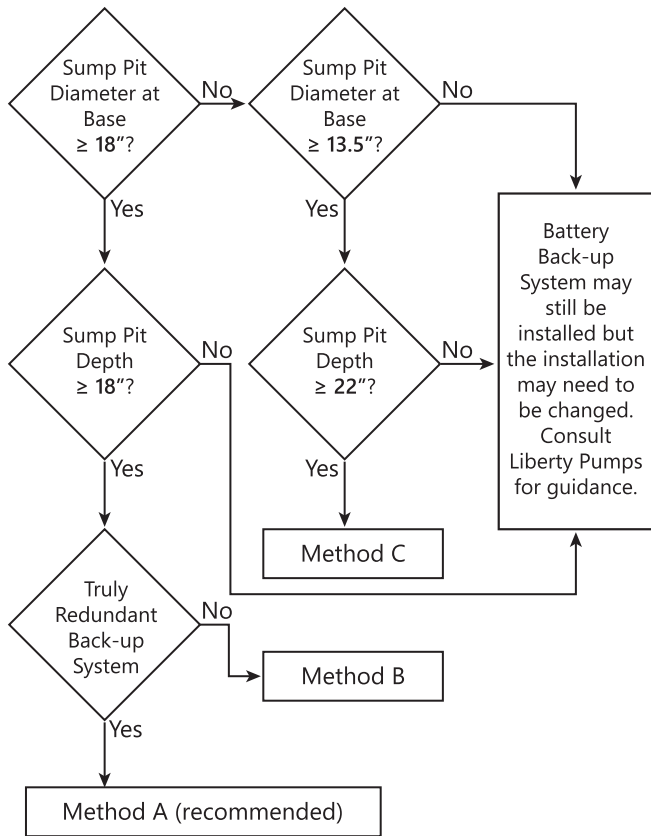 Sump Pit
Diameter at
Base
≥ 18”?
No
Yes
Sump Pit
Diameter at
Base
≥ 13.5”?
No
Yes
Battery
Back-up
System may
still be
installed but
the installation
may need to
be changed.
Consult
Liberty Pumps
for guidance.
Sump Pit
Depth
≥ 18”?
No
Yes
Sump Pit
Depth
≥ 22”?
No
Yes
Method C
Truly
Redundant
Back-up
System
No
Yes
Method B
Method A (recommended)